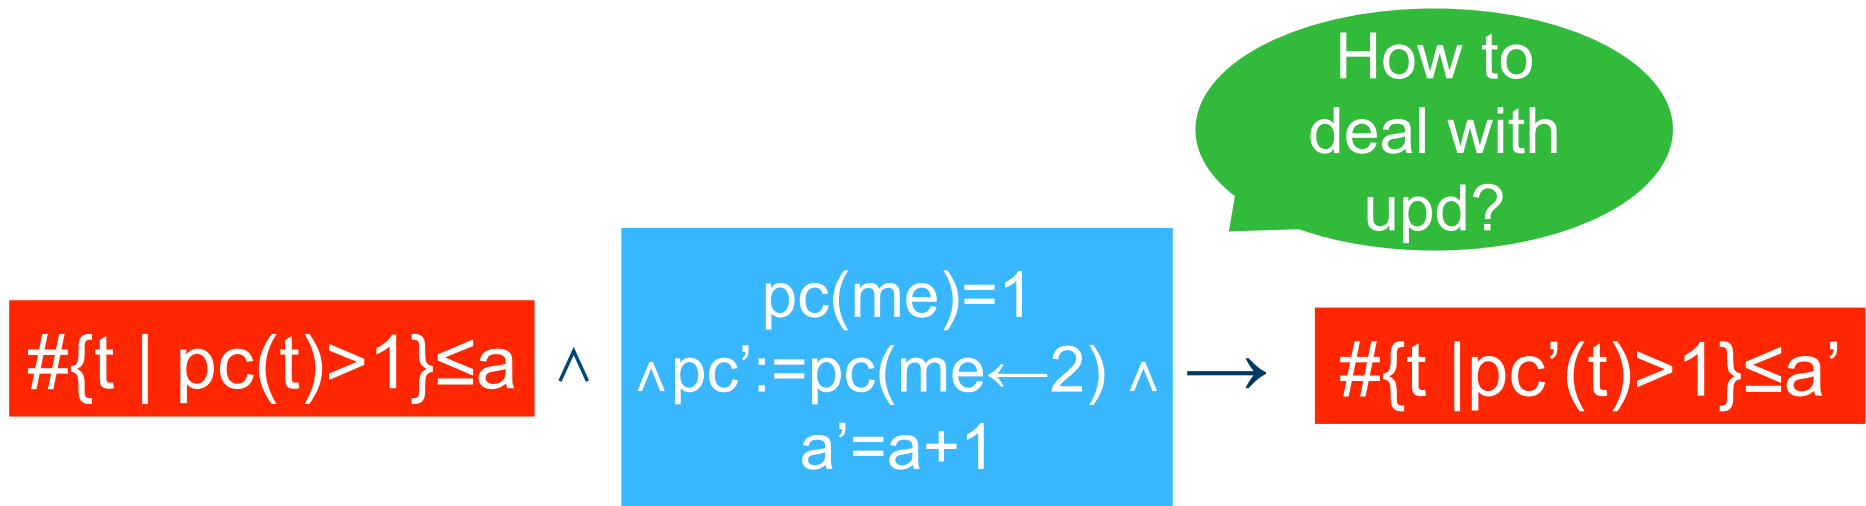 How to
deal with
upd?
#{t | pc(t)>1}≤a ∧
pc(me)=1
∧pc’:=pc(me←2) ∧
a’=a+1
→
#{t |pc’(t)>1}≤a’